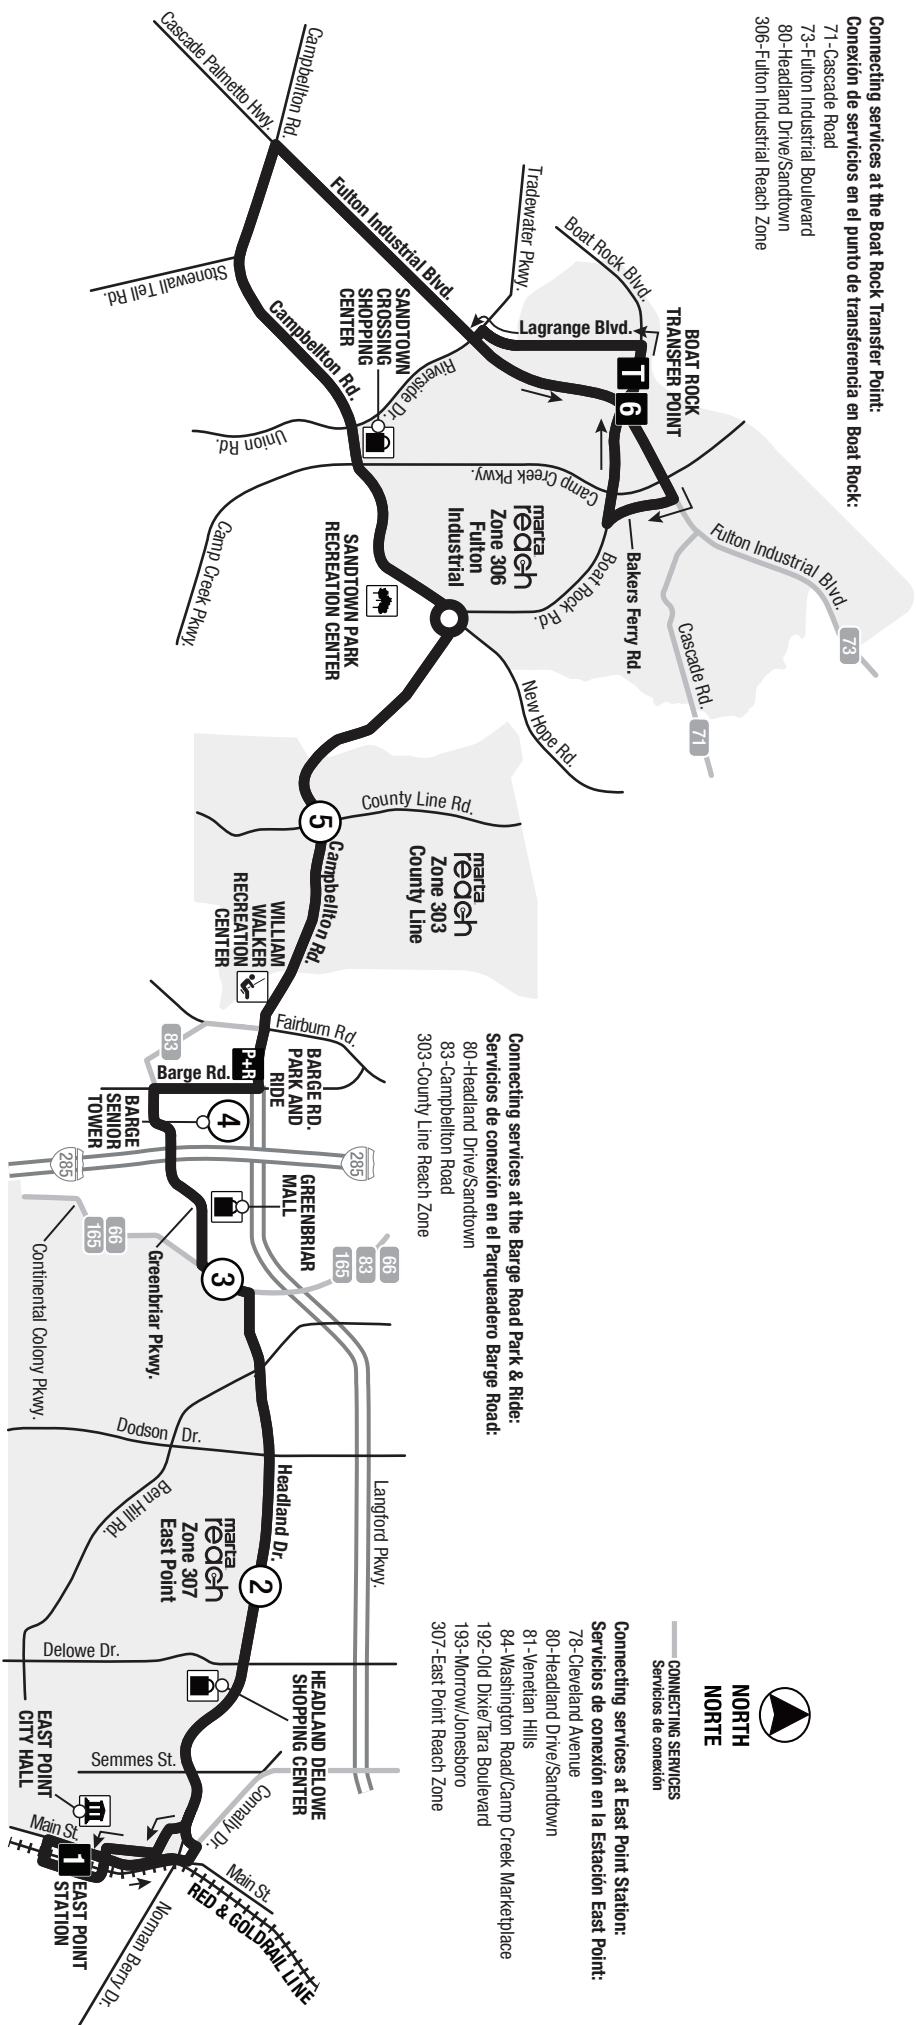 Connecting services at the Boat Rock Transfer Point:
Conexión de servicios en el punto de transferencia en Boat Rock:
71-Cascade Road
73-Fulton Industrial Boulevard
80-Headland Drive/Sandtown
306-Fulton Industrial Reach Zone
Cascade Palmetto Hwy.
Campbellton Rd.
Fulton Industrial Blvd.
Stonewall Tell Rd.
Campbellton Rd.
Tradewater Pkwy.
Boat Rock Blvd.
Lagrange Blvd.
BOAT ROCK
TRANSFER POINT
T
6
SANDTOWN
CROSSING
SHOPPING
CENTER
Riverside Dr.
Union Rd.
Camp Creek Pkwy.
Camp Creek Pkwy.
marta
reach
Zone 306
Fulton
Industrial
Boat Rock Rd.
Bakers Ferry Rd.
Fulton Industrial Blvd.
73
Cascade Rd.
71
SANDTOWN PARK
RECREATION CENTER
New Hope Rd.
County Line Rd.
5
Campbellton Rd.
marta
reach
Zone 303
County Line
WILLIAM
WALKER
RECREATION
CENTER
Fairburn Rd.
83
P+R
BARGE RD.
PARK AND
RIDE
Barge Rd.
4
BARGE
SENIOR
TOWER
285
285
Connecting services at the Barge Road Park & Ride:
Servicios de conexión en el Parqueadero Barge Road:
80-Headland Drive/Sandtown
83-Campbellton Road
303-County Line Reach Zone
GREENBRIAR
MALL
66
165
66
83
165
3
Greenbriar Pkwy.
Continental Colony Pkwy.
Dodson Dr.
Ben Hill Rd.
Headland Dr.
Langford Pkwy.
marta
reach
Zone 307
East Point
2
Delowe Dr.
HEADLAND DELOWE
SHOPPING CENTER
Semmes St.
EAST POINT
CITY HALL
Connally Dr.
Main St.
1
EAST POINT
STATION
Main St.
RED & GOLD RAIL LINE
Norman Berry Dr.
NORTH
NORTE
CONNECTING SERVICES
Servicios de conexión
Connecting services at East Point Station:
Servicios de conexión en la Estación East Point:
78-Cleveland Avenue
80-Headland Drive/Sandtown
81-Venetian Hills
84-Washington Road/Camp Creek Marketplace
192-Old Dixie/Tara Boulevard
193-Morrow/Jonesboro
307-East Point Reach Zone